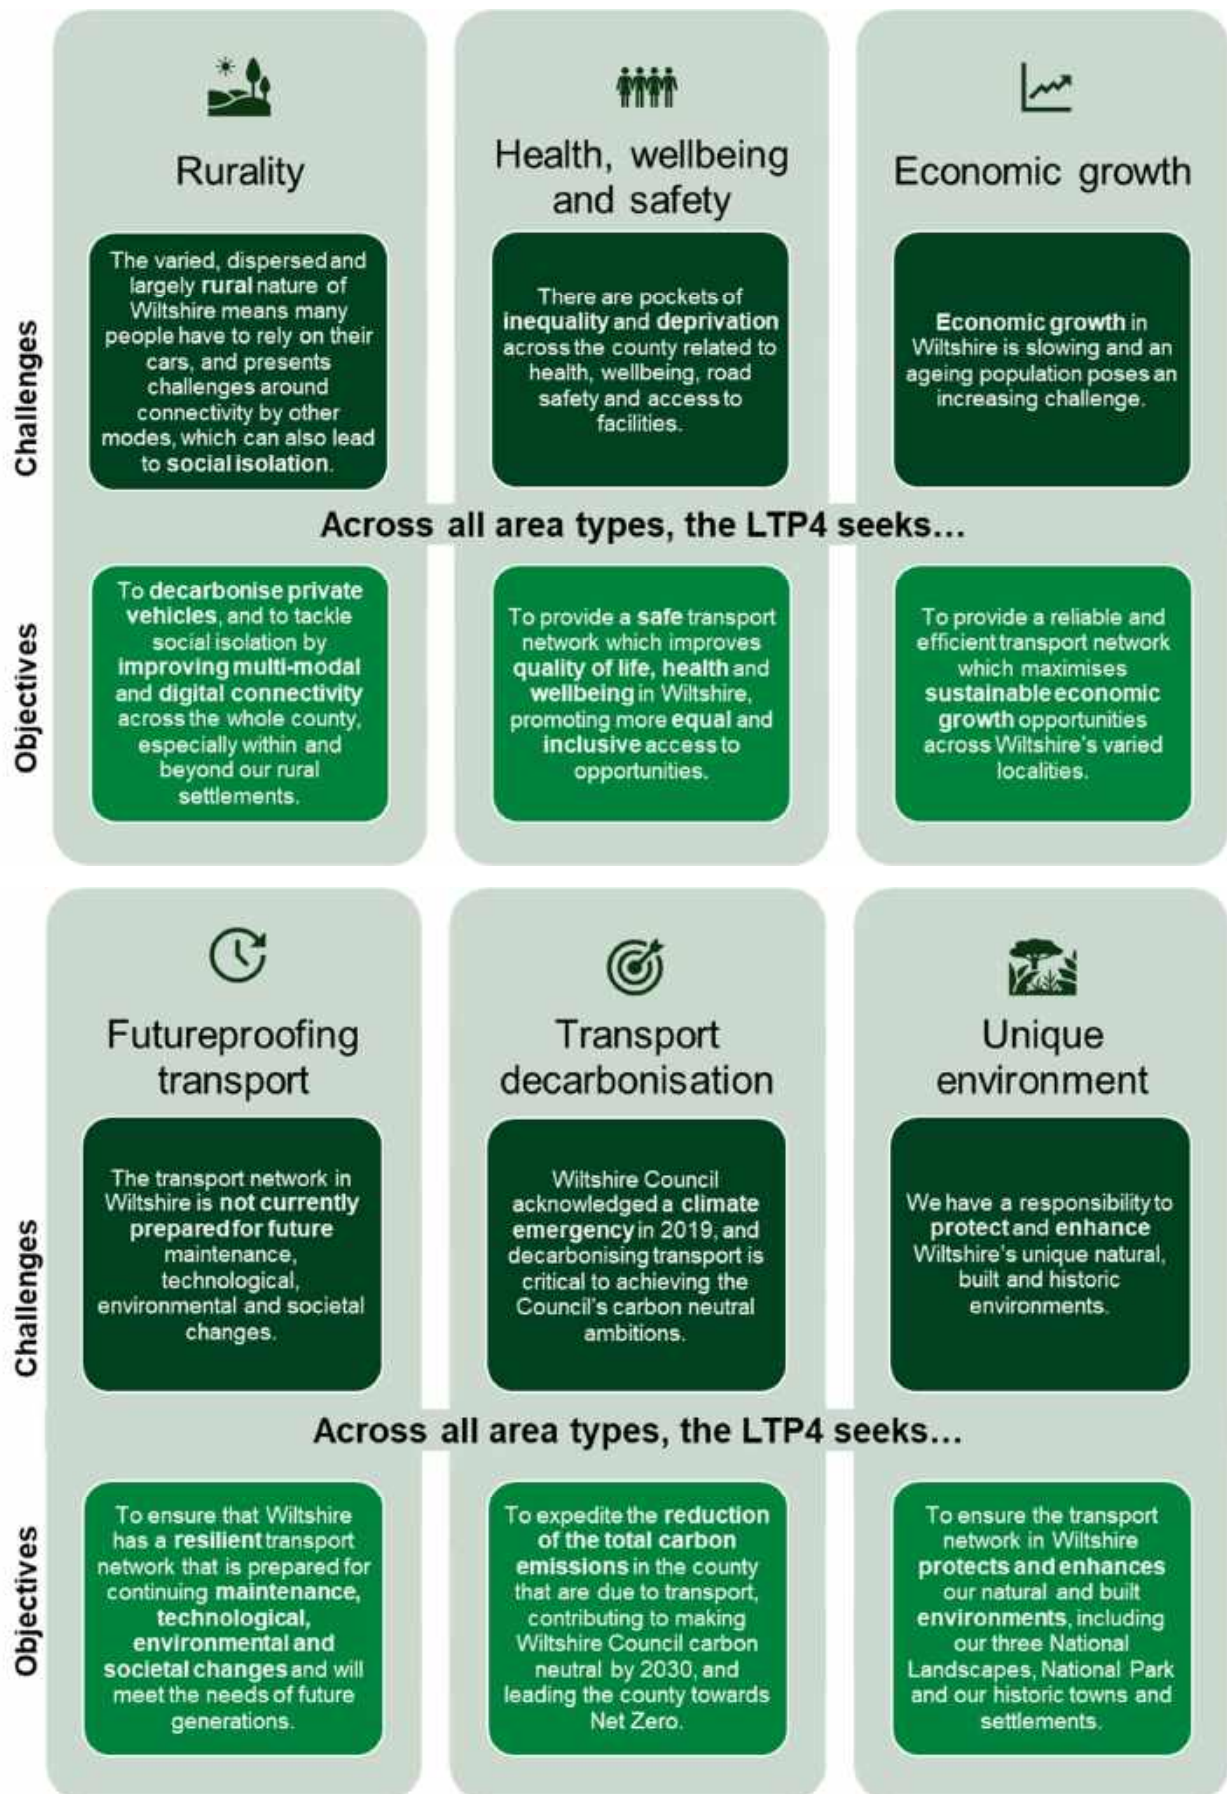 Rurality
Health, wellbeing
and safety
Economic growth
Challenges
The varied, dispersed and
largely rural nature of
Wiltshire means many
people have to rely on their
cars, and presents
challenges around
connectivity by other
modes, which can also lead
to social isolation.
There are pockets of
inequality and deprivation
across the county related to
health, wellbeing, road
safety and access to
facilities.
Economic growth in
Wiltshire is slowing and an
ageing population poses an
increasing challenge.
Across all area types, the LTP4 seeks…
Objectives
To decarbonise private
vehicles, and to tackle
social isolation by
improving multi-modal
and digital connectivity
across the whole county,
especially within and
beyond our rural
settlements.
To provide a safe transport
network which improves
quality of life, health and
wellbeing in Wiltshire,
promoting more equal and
inclusive access to
opportunities.
To provide a reliable and
efficient transport network
which maximises
sustainable economic
growth opportunities
across Wiltshire's varied
localities.
Futureproofing
transport
Transport
decarbonisation
Unique
environment
Challenges
The transport network in
Wiltshire is not currently
prepared for future
maintenance,
technological,
environmental and societal
changes.
Wiltshire Council
acknowledged a climate
emergency in 2019, and
decarbonising transport is
critical to achieving the
Council's carbon neutral
ambitions.
We have a responsibility to
protect and enhance
Wiltshire's unique natural,
built and historic
environments.
Across all area types, the LTP4 seeks…
Objectives
To ensure that Wiltshire
has a resilient transport
network that is prepared for
continuing maintenance,
technological,
environmental and
societal changes and will
meet the needs of future
generations.
To expedite the reduction
of the total carbon
emissions in the county
that are due to transport,
contributing to making
Wiltshire Council carbon
neutral by 2030, and
leading the county towards
Net Zero.
To ensure the transport
network in Wiltshire
protects and enhances
our natural and built
environments, including
our three National
Landscapes, National Park
and our historic towns and
settlements.